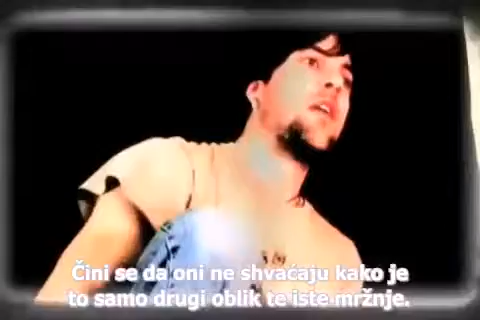 Čini se da oni ne shvaćaju kako je
to samo drugi oblik te iste mržnje.